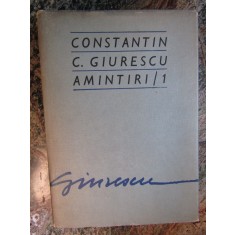 CONSTANTIN
C. GIURESCU
AMINTIRI/1
Giurescu